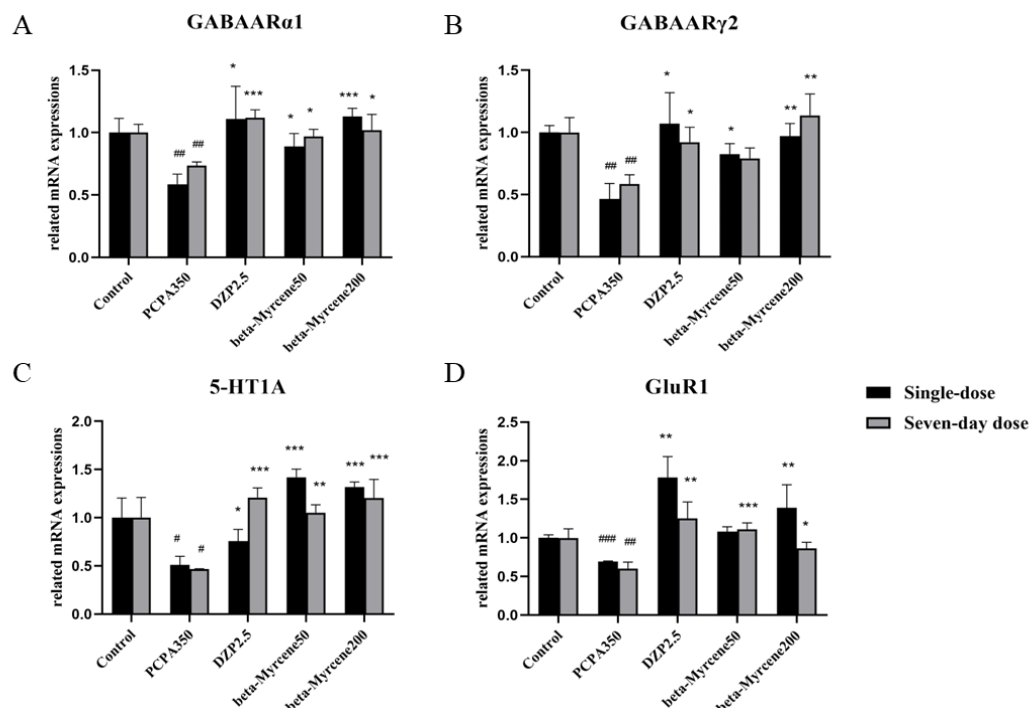 A
GABAARα1
related mRNA expressions
1.5
1.0
0.5
0.0
## ## * *** * * *** *
Control
PCPA350
DZP2.5
beta-Myrcene50
beta-Myrcene200
B
GABAARγ2
related mRNA expressions
1.5
1.0
0.5
0.0
## ## * * * ** **
Control
PCPA350
DZP2.5
beta-Myrcene50
beta-Myrcene200
C
5-HT1A
related mRNA expressions
2.0
1.5
1.0
0.5
0.0
# # * *** *** ** *** ***
Control
PCPA350
DZP2.5
beta-Myrcene50
beta-Myrcene200
D
GluR1
related mRNA expressions
2.5
2.0
1.5
1.0
0.5
0.0
### ## ** ** *** ** *
Control
PCPA350
DZP2.5
beta-Myrcene50
beta-Myrcene200
Single-dose
Seven-day dose